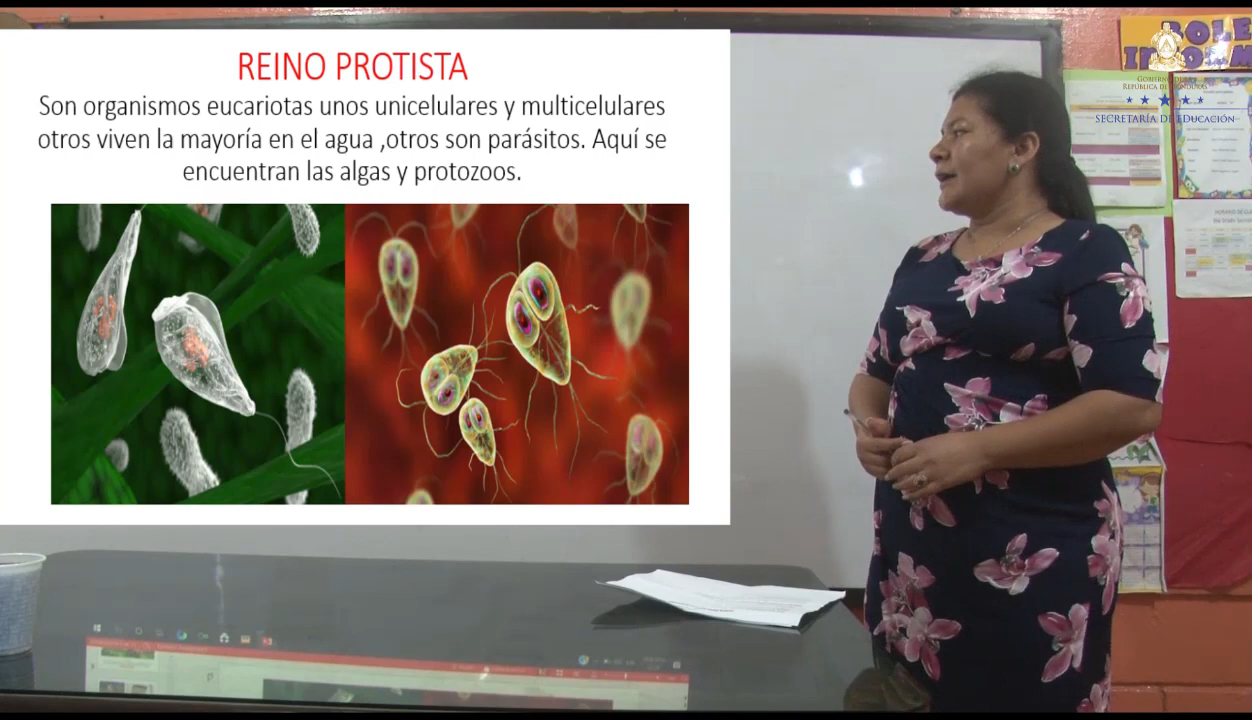 REINO PROTISTA
Son organismos eucariotas unos unicelulares y multicelulares
otros viven la mayoría en el agua ,otros son parásitos. Aquí se
encuentran las algas y protozoos.
GOBIERNO DE LA
REPÚBLICA DE HONDURAS
SECRETARÍA DE EDUCACIÓN